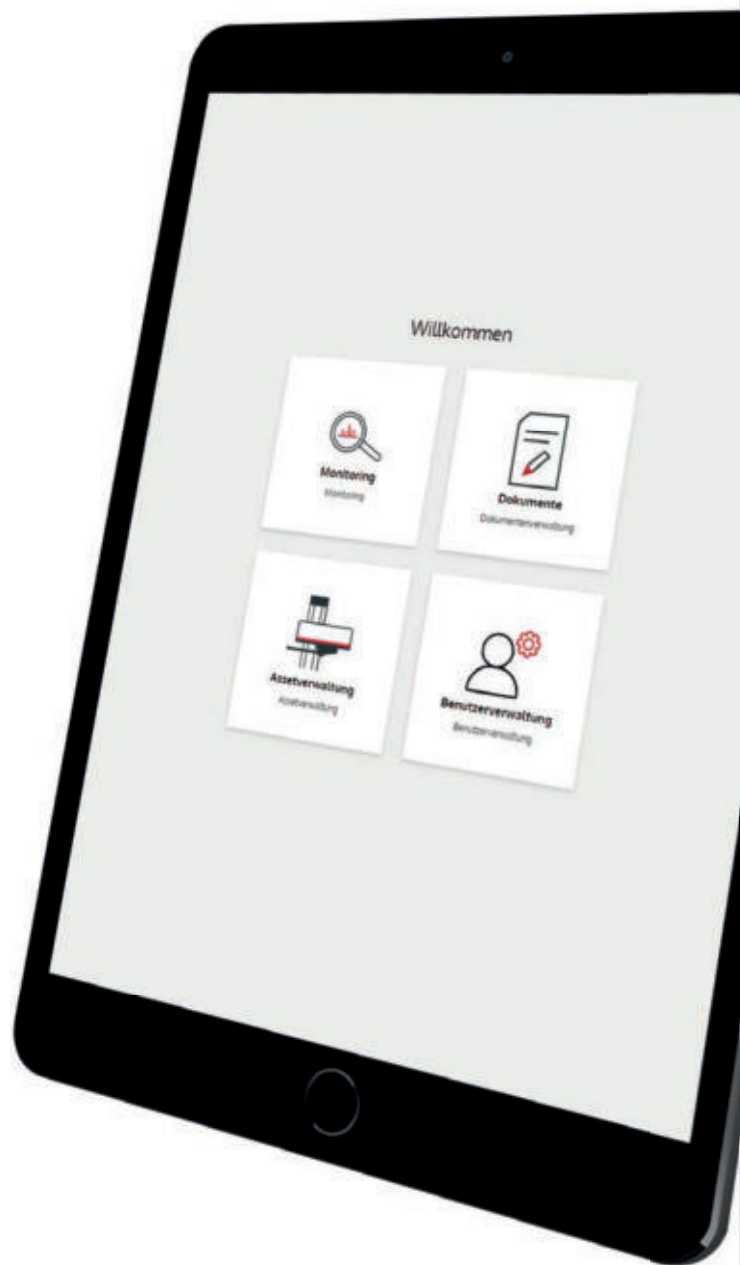 Willkommen
Monitoring
Monitoring
Dokumente
Dokumentenverwaltung
Assetverwaltung
Assetverwaltung
Benutzerverwaltung
Benutzerverwaltung